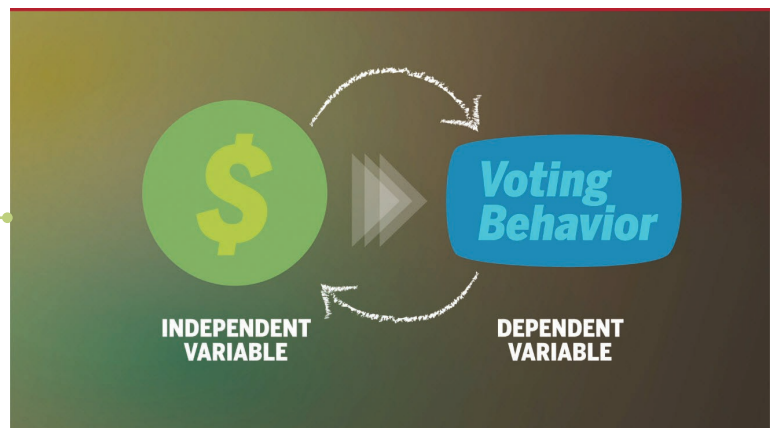 $
Voting
Behavior
INDEPENDENT
VARIABLE
DEPENDENT
VARIABLE